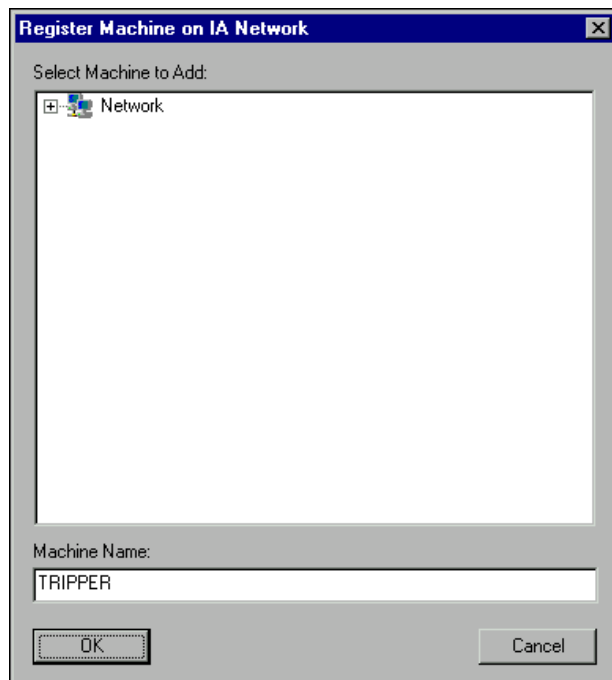 Register Machine on IA Network
Select Machine to Add:
Network
Machine Name:
TRIPPER
OK
Cancel